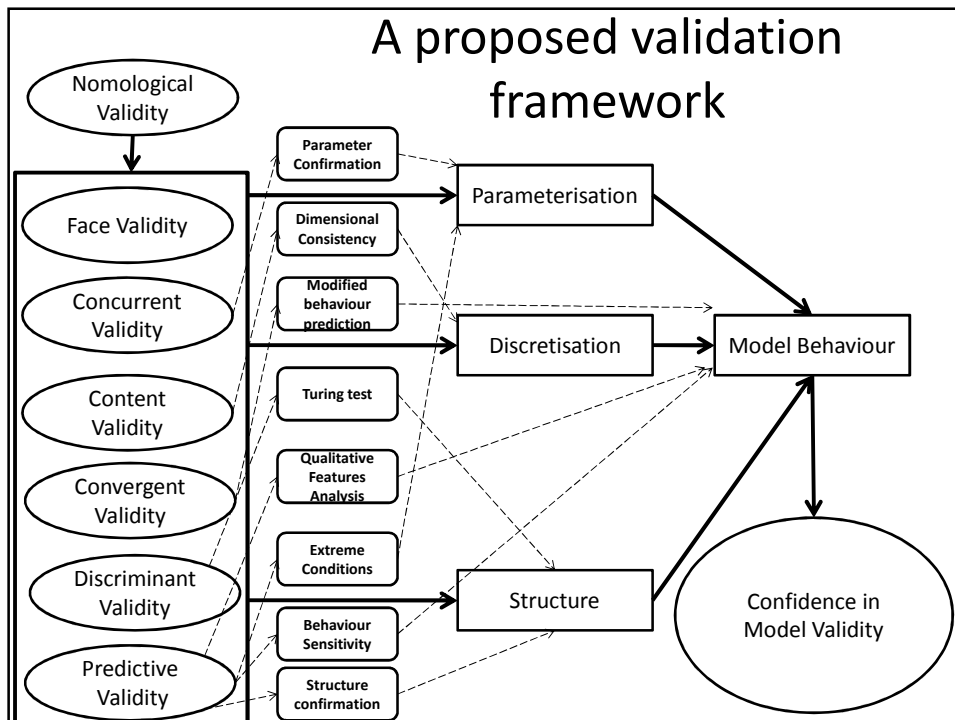 A proposed validation
framework
Nomological
Validity
Face Validity
Concurrent
Validity
Content
Validity
Convergent
Validity
Discriminant
Validity
Predictive
Validity
Parameter
Confirmation
Dimensional
Consistency
Modified
behaviour
prediction
Turing test
Qualitative
Features
Analysis
Extreme
Conditions
Behaviour
Sensitivity
Structure
confirmation
Parameterisation
Discretisation
Structure
Model Behaviour
Confidence in
Model Validity